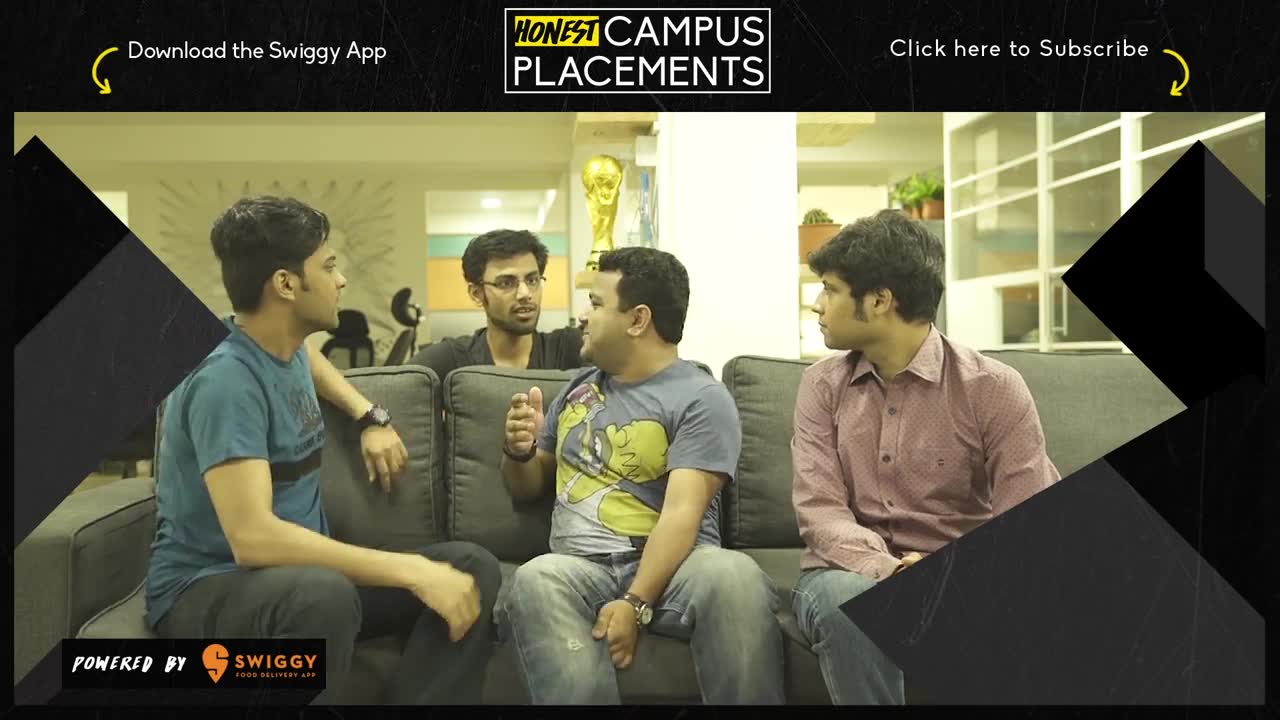 Download the Swiggy App
HONEST CAMPUS
PLACEMENTS
Click here to Subscribe
POWERED BY SWIGGY
FOOD DELIVERY APP